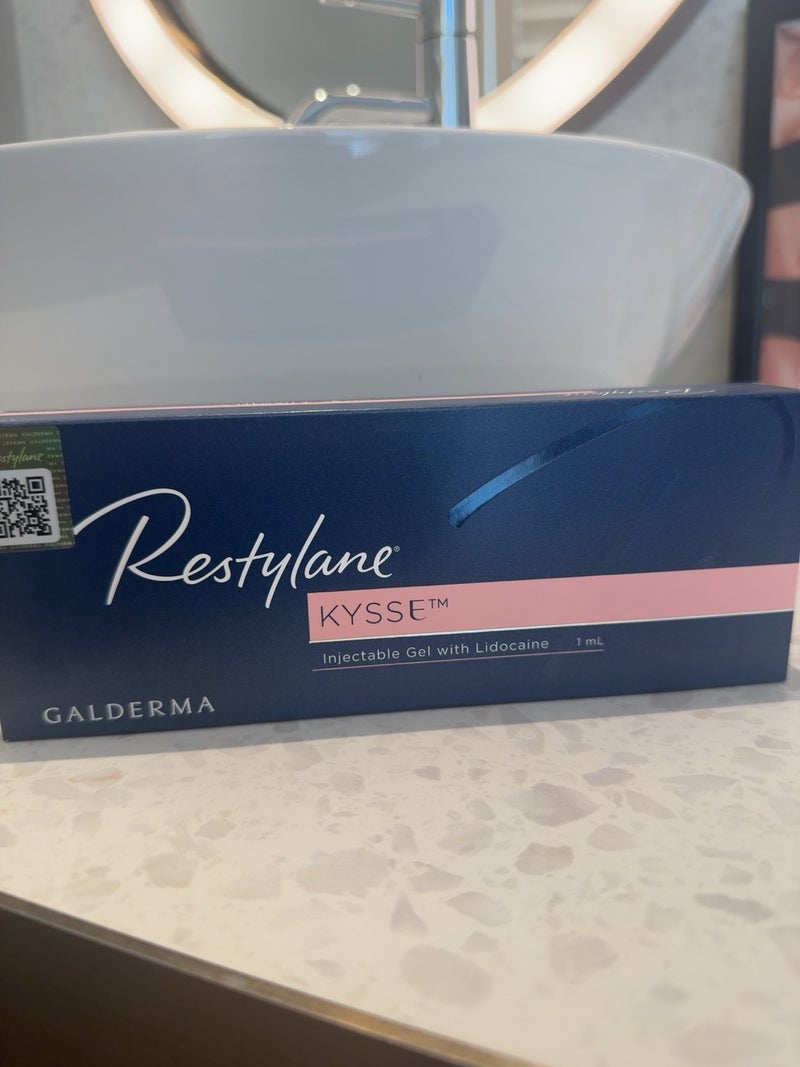 Restylane®
KYSSE™
Injectable Gel with Lidocaine 1 mL
GALDERMA